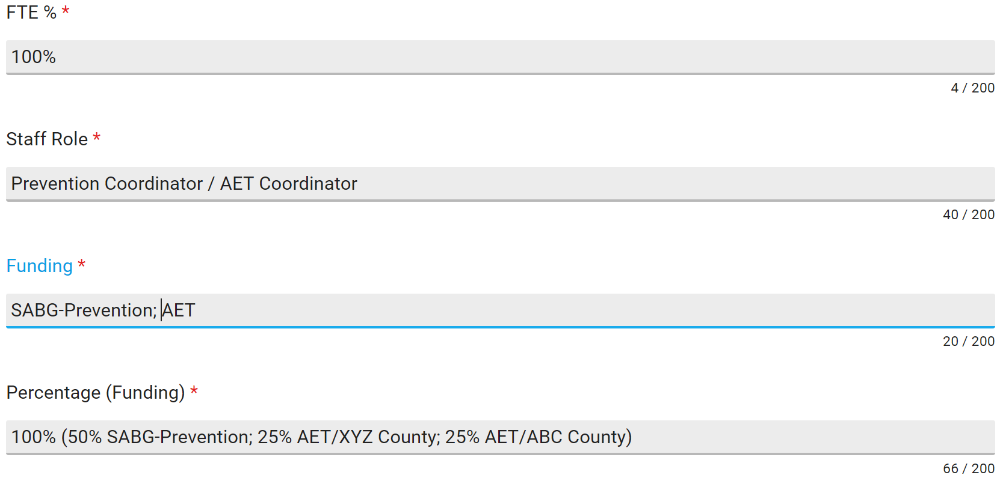 FTE % *
100%
4 / 200
Staff Role *
Prevention Coordinator / AET Coordinator
40 / 200
Funding *
SABG-Prevention; AET
20 / 200
Percentage (Funding) *
100% (50% SABG-Prevention; 25% AET/XYZ County; 25% AET/ABC County)
66 / 200